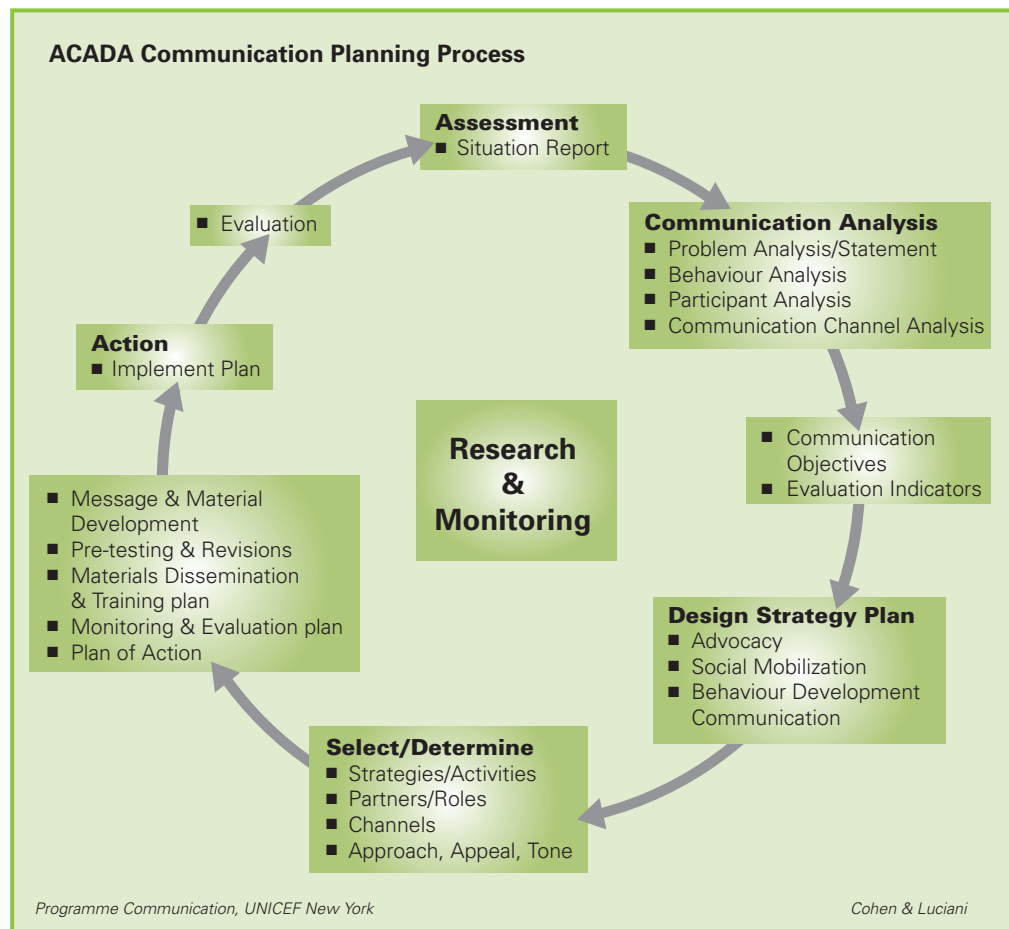 ACADA Communication Planning Process
Assessment
■ Situation Report
Communication Analysis
■ Problem Analysis/Statement
■ Behaviour Analysis
■ Participant Analysis
■ Communication Channel Analysis
■ Communication
Objectives
■ Evaluation Indicators
Design Strategy Plan
■ Advocacy
■ Social Mobilization
■ Behaviour Development
Communication
Select/Determine
■ Strategies/Activities
■ Partners/Roles
■ Channels
■ Approach, Appeal, Tone
■ Message & Material
Development
■ Pre-testing & Revisions
■ Materials Dissemination
& Training plan
■ Monitoring & Evaluation plan
■ Plan of Action
Action
■ Implement Plan
■ Evaluation
Research
&
Monitoring
Programme Communication, UNICEF New York
Cohen & Luciani